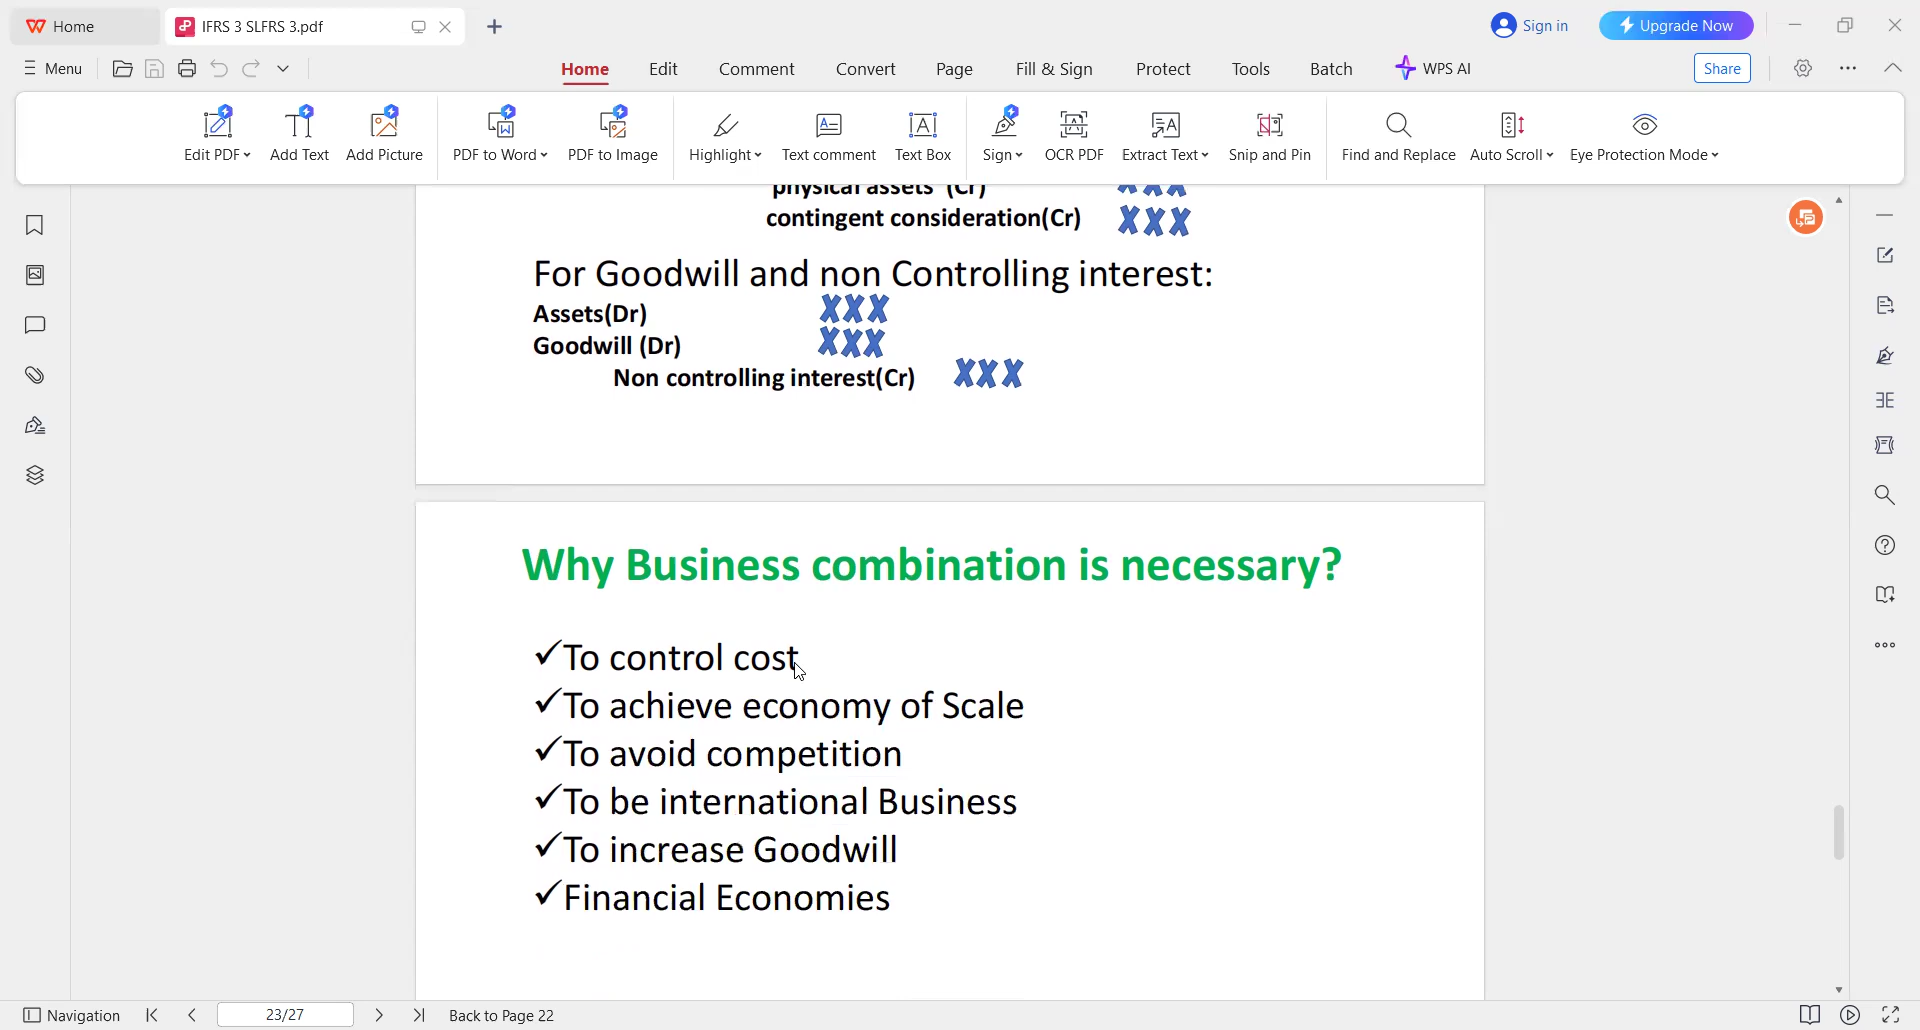 Home
IFRS 3 SLFRS 3.pdf
Sign in
Upgrade Now
Menu
Home
Edit
Comment
Convert
Page
Fill & Sign
Protect
Tools
Batch
WPS AI
Share
Edit PDF
Add Text
Add Picture
PDF to Word
PDF to Image
Highlight
Text comment
Text Box
Sign
OCR PDF
Extract Text
Snip and Pin
Find and Replace
Auto Scroll
Eye Protection Mode
physical assets (Cr) XXX
contingent consideration(Cr) XXX
For Goodwill and non Controlling interest:
Assets(Dr) XXX
Goodwill (Dr) XXX
Non controlling interest(Cr) XXX
Why Business combination is necessary?
✓To control cost
✓To achieve economy of Scale
✓To avoid competition
✓To be international Business
✓To increase Goodwill
✓Financial Economies
Navigation
23/27
Back to Page 22